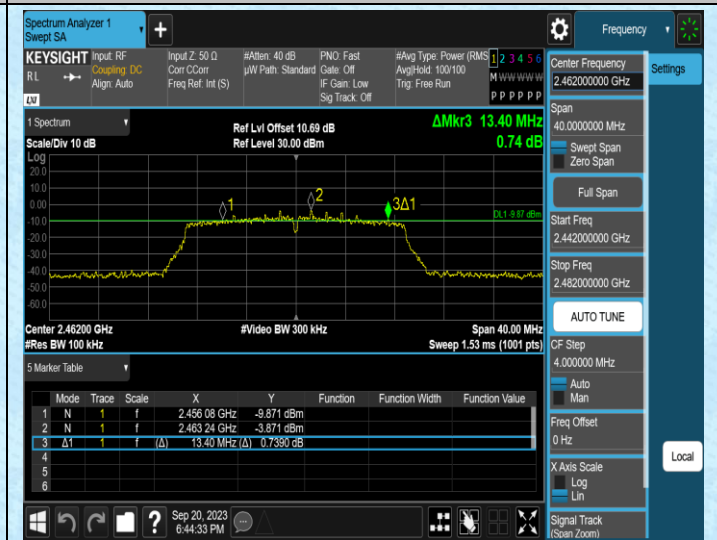 Spectrum Analyzer 1
Swept SA
+
Frequency
KEYSIGHT
RL
LXI
Input: RF
Coupling: DC
Align: Auto
Input Z: 50 Ω
Corr CCorr
Freq Ref: Int (S)
#Atten: 40 dB
µW Path: Standard
PNO: Fast
Gate: Off
IF Gain: Low
Sig Track: Off
#Avg Type: Power (RMS
Avg|Hold: 100/100
Trig: Free Run
1 2 3 4 5 6
M W W W W W
P P P P P P
1 Spectrum
Scale/Div 10 dB
Ref Lvl Offset 10.69 dB
Ref Level 30.00 dBm
ΔMkr3 13.40 MHz
0.74 dB
Log
20.0
10.0
0.00
-10.0
-20.0
-30.0
-40.0
-50.0
-60.0
1
2
3Δ1
DL1 -9.87 dBm
Center 2.46200 GHz
#Video BW 300 kHz
Span 40.00 MHz
#Res BW 100 kHz
Sweep 1.53 ms (1001 pts)
5 Marker Table
Mode Trace Scale X Y Function Function Width Function Value
1 N 1 f 2.456 08 GHz -9.871 dBm
2 N 1 f 2.463 24 GHz -3.871 dBm
3 Δ1 1 f (Δ) 13.40 MHz (Δ) 0.7390 dB
4
5
6
Sep 20, 2023
6:44:33 PM
?
Center Frequency
2.462000000 GHz
Settings
Span
40.0000000 MHz
Swept Span
Zero Span
Full Span
Start Freq
2.442000000 GHz
Stop Freq
2.482000000 GHz
AUTO TUNE
CF Step
4.000000 MHz
Auto
Man
Freq Offset
0 Hz
Local
X Axis Scale
Log
Lin
Signal Track
(Span Zoom)